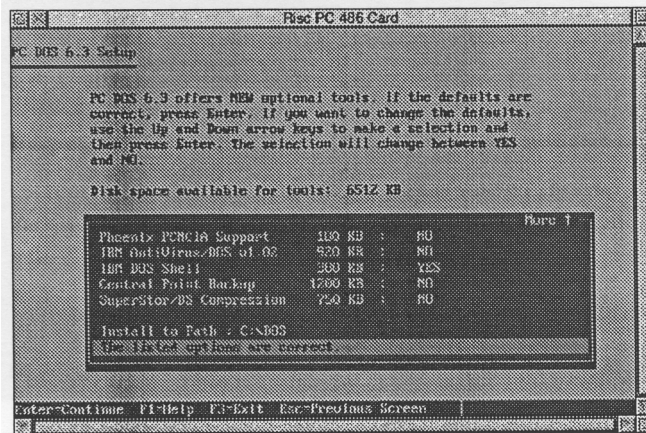 Risc PC 486 Card
PC DOS 6.3 Setup
PC DOS 6.3 offers NEW optional tools. If the defaults are
correct, press Enter. If you want to change the defaults,
use the Up and Down arrow keys to make a selection and
then press Enter. The selection will change between YES
and NO.
Disk space available for tools: 6512 KB
More ↑
Phoenix PCMCIA Support 180 KB : NO
IBM AntiVirus/DOS v1.02 920 KB : NO
IBM DOS Shell 300 KB : YES
Central Point Backup 1200 KB : NO
SuperStor/DS Compression 750 KB : NO
Install to Path : C:\DOS
The listed options are correct.
Enter=Continue F1=Help F3=Exit Esc=Previous Screen